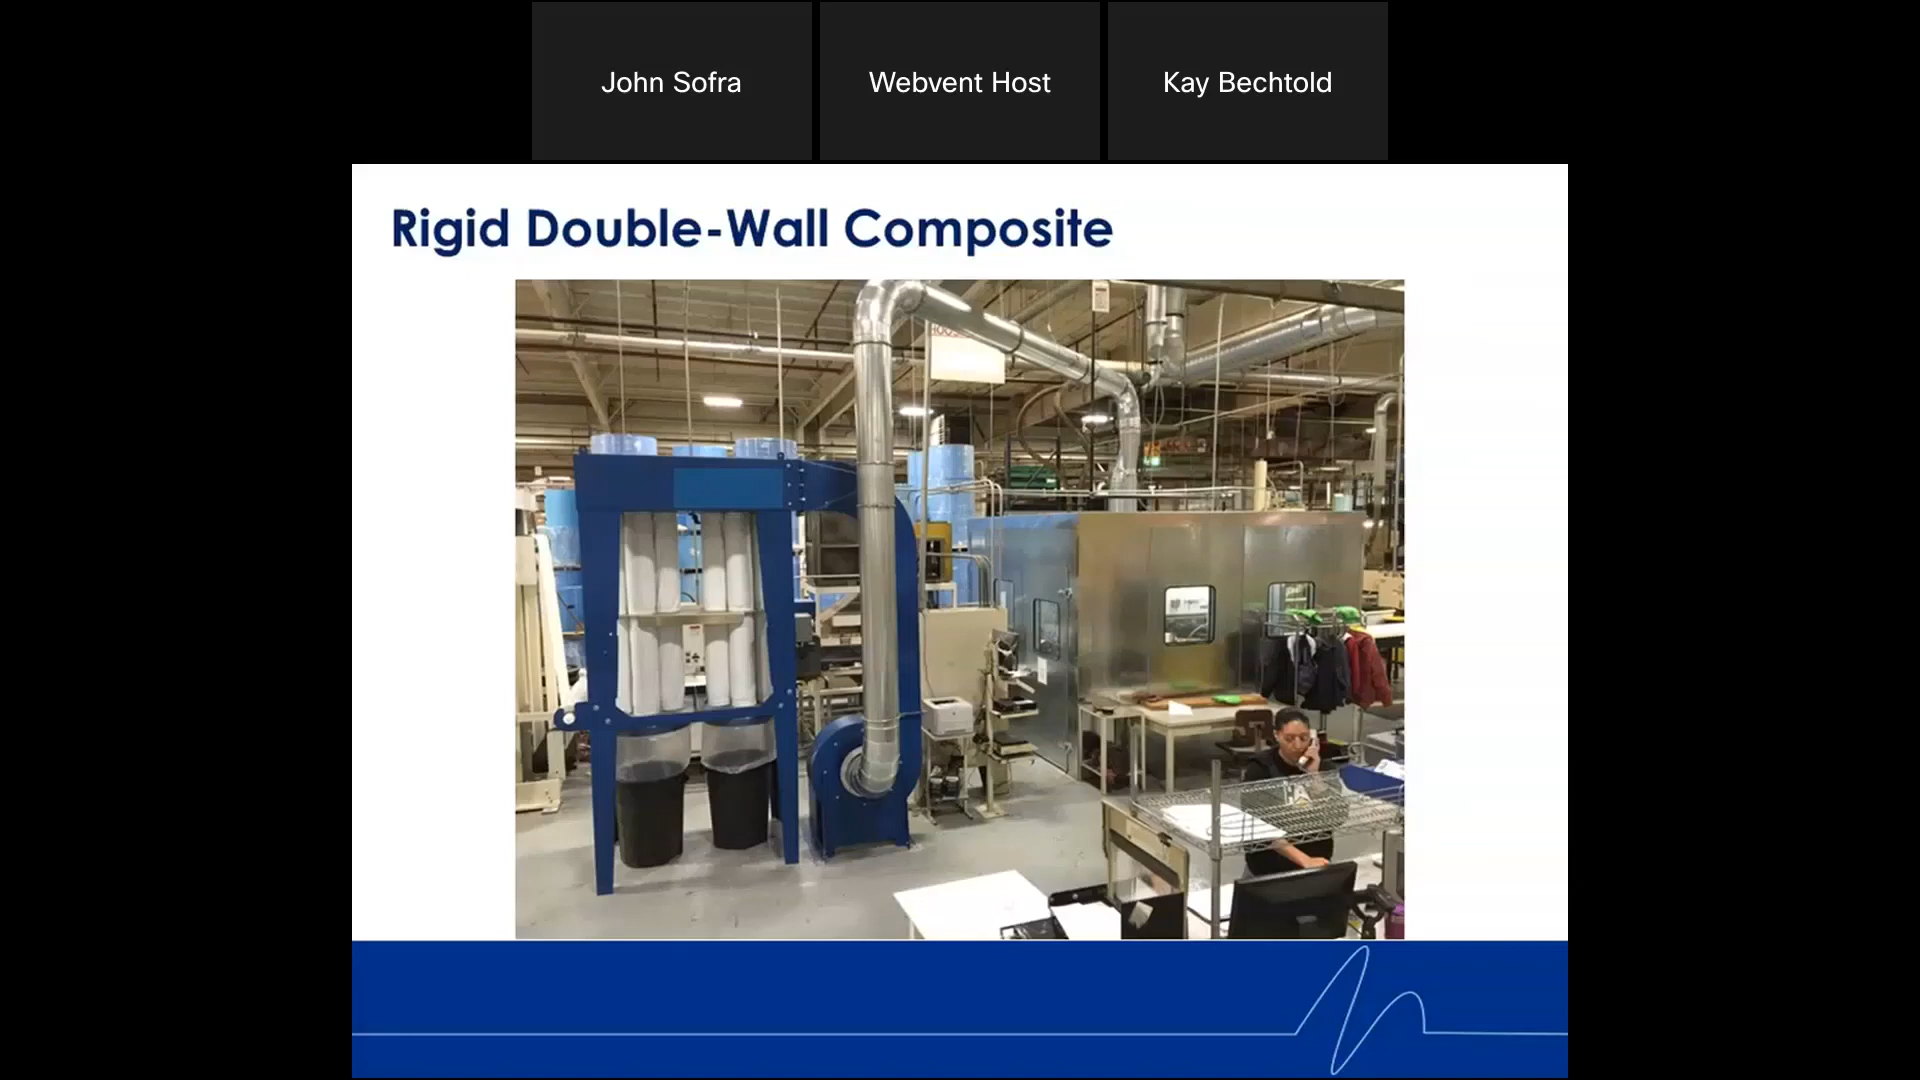 John Sofra
Webvent Host
Kay Bechtold
Rigid Double-Wall Composite